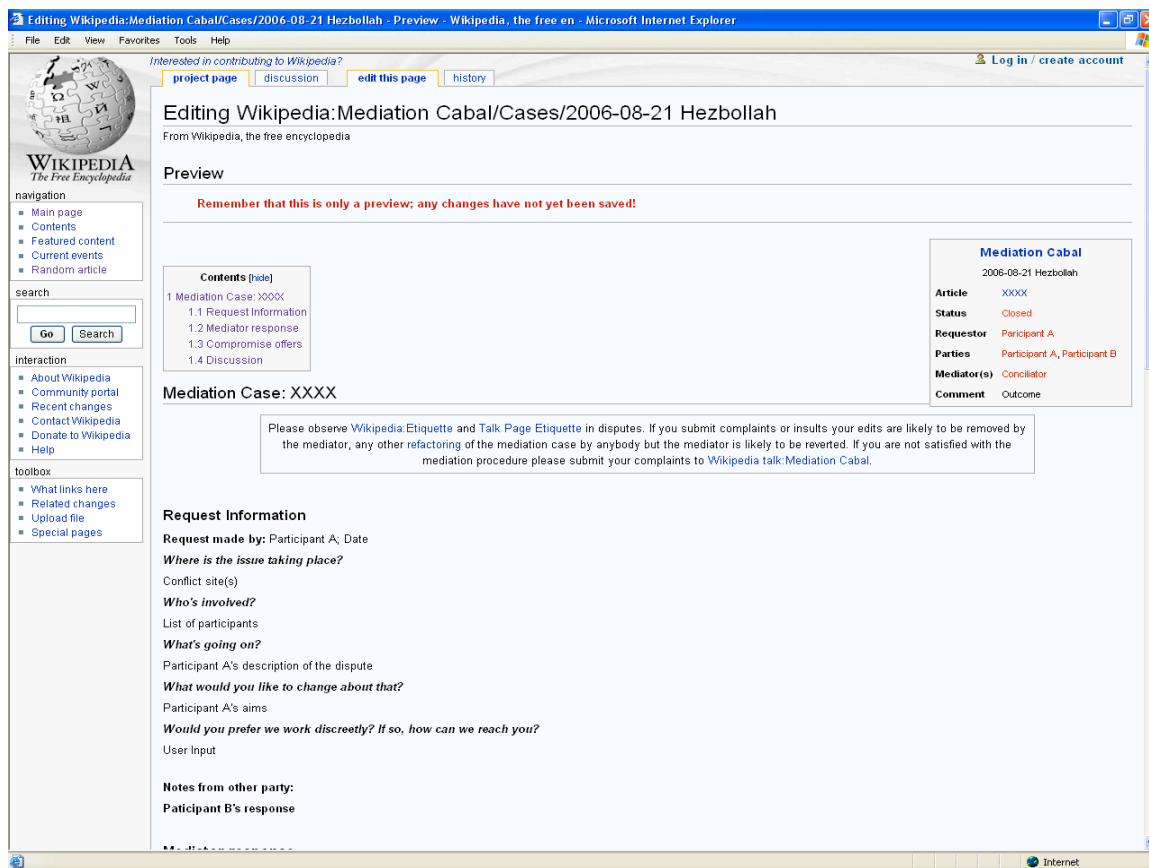 Editing Wikipedia:Mediation Cabal/Cases/2006-08-21 Hezbollah - Preview - Wikipedia, the free en - Microsoft Internet Explorer
File Edit View Favorites Tools Help
Interested in contributing to Wikipedia?
Log in / create account
project page discussion edit this page history
Editing Wikipedia:Mediation Cabal/Cases/2006-08-21 Hezbollah
From Wikipedia, the free encyclopedia
WIKIPEDIA
The Free Encyclopedia
navigation
Main page
Contents
Featured content
Current events
Random article
search
Go Search
interaction
About Wikipedia
Community portal
Recent changes
Contact Wikipedia
Donate to Wikipedia
Help
toolbox
What links here
Related changes
Upload file
Special pages
Preview
Remember that this is only a preview; any changes have not yet been saved!
Mediation Cabal
2006-08-21 Hezbollah
Article XXXX
Status Closed
Requestor Paricipant A
Parties Partecipant A, Participant B
Mediator(s) Conciliator
Comment Outcome
Contents [hide]
1 Mediation Case: XXXX
1.1 Request Information
1.2 Mediator response
1.3 Compromise offers
1.4 Discussion
Mediation Case: XXXX
Please observe Wikipedia:Etiquette and Talk Page Etiquette in disputes. If you submit complaints or insults your edits are likely to be removed by
the mediator, any other refactoring of the mediation case by anybody but the mediator is likely to be reverted. If you are not satisfied with the
mediation procedure please submit your complaints to Wikipedia talk:Mediation Cabal.
Request Information
Request made by: Participant A; Date
Where is the issue taking place?
Conflict site(s)
Who's involved?
List of participants
What's going on?
Participant A's description of the dispute
What would you like to change about that?
Participant A's aims
Would you prefer we work discreetly? If so, how can we reach you?
User Input
Notes from other party:
Paticipant B's response
Internet